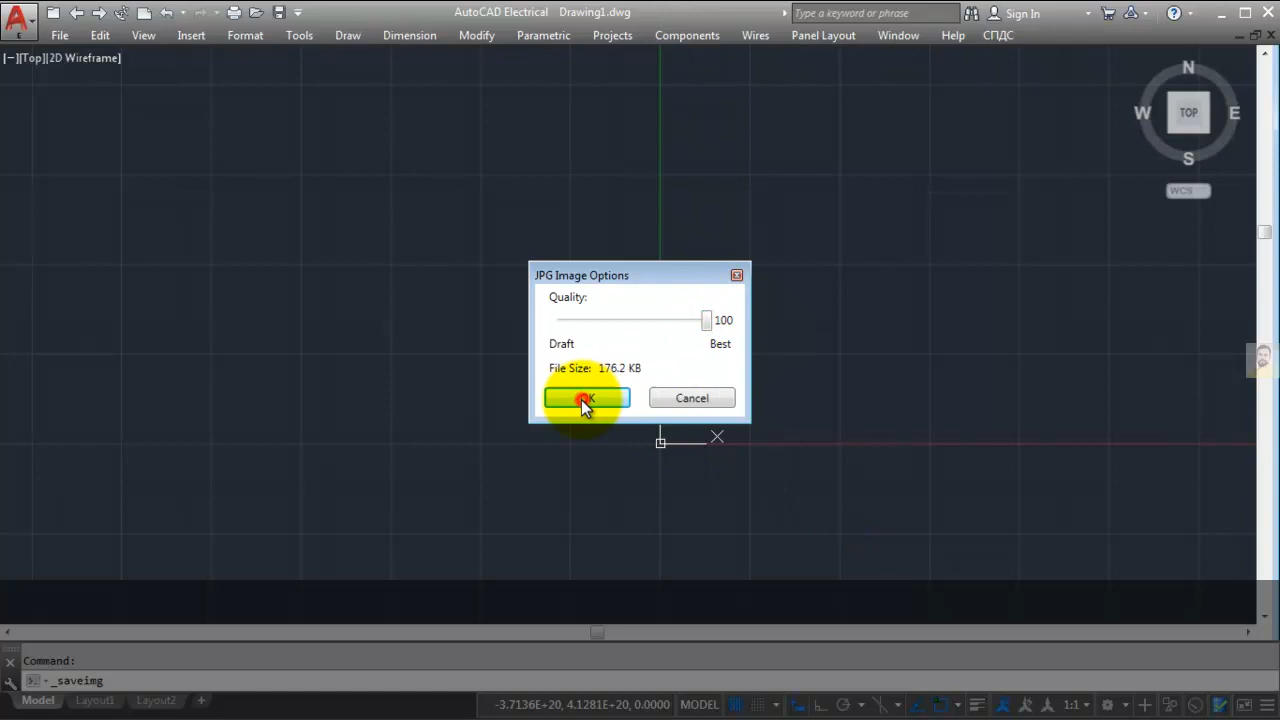 AutoCAD Electrical Drawing1.dwg
Type a keyword or phrase
Sign In
A
E
File Edit View Insert Format Tools Draw Dimension Modify Parametric Projects Components Wires Panel Layout Window Help СПДС
[−][Top][2D Wireframe]
N
W TOP E
S
WCS
JPG Image Options
Quality:
100
Draft Best
File Size: 176.2 KB
OK Cancel
Command:
_saveimg
Model Layout1 Layout2 +
-3.7136E+20, 4.1281E+20, 0.0000 MODEL 1:1